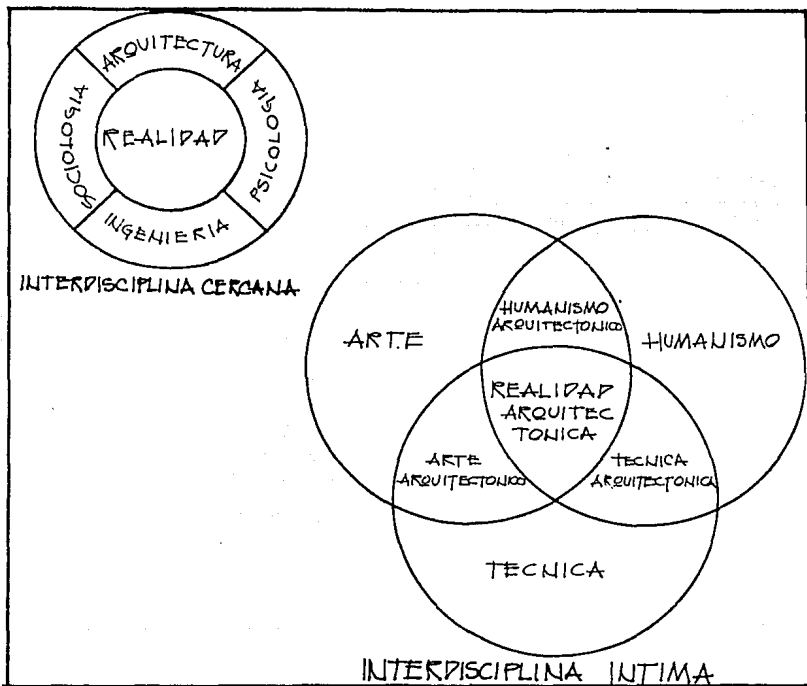 ARQUITECTURA
SOCIOLOGIA
REALIDAD
PSICOLOGIA
INGENIERIA
INTERDISCIPLINA CERCANA
HUMANISMO
ARQUITECTONICO
ARTE
HUMANISMO
REALIDAD
ARQUITEC
TONICA
ARTE
ARQUITECTONICO
TECNICA
ARQUITECTONICA
TECNICA
INTERDISCIPLINA INTIMA